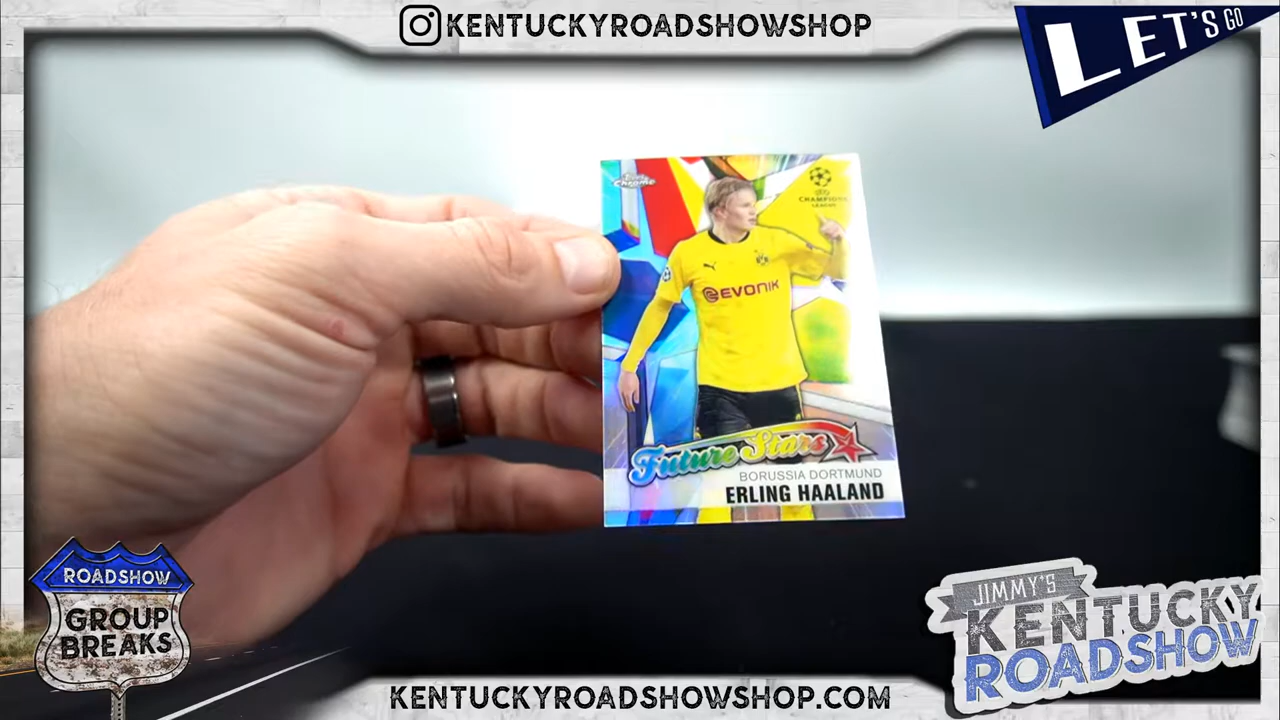 KENTUCKYROADSHOWSHOP
LET'S GO
Topps
Chrome
CHAMPIONS
LEAGUE
EVONIK
Future Stars
BORUSSIA DORTMUND
ERLING HAALAND
ROADSHOW
GROUP
BREAKS
JIMMY'S
KENTUCKY
ROADSHOW
KENTUCKYROADSHOWSHOP.COM